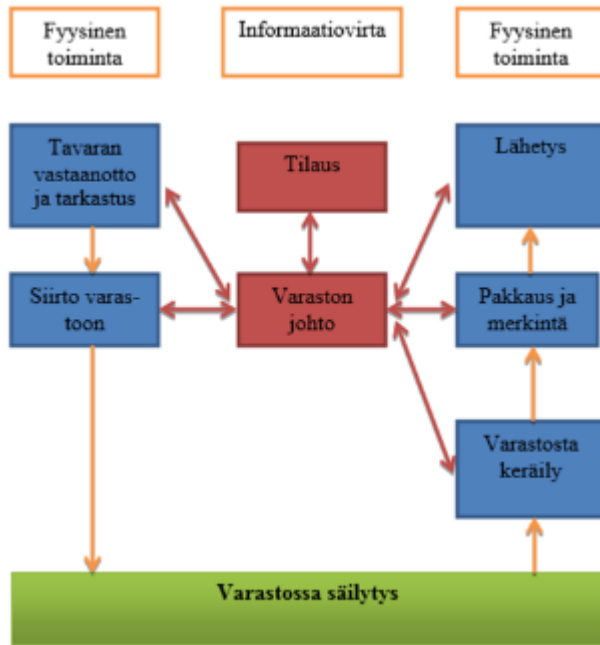 Fyysinen
toiminta
Informaatiovirta
Fyysinen
toiminta
Tavaran
vastaanotto
ja tarkastus
Tilaus
Lähetys
Siirto varas-
toon
Varaston
johto
Pakkaus ja
merkintä
Varastosta
keräily
Varastossa säilytys